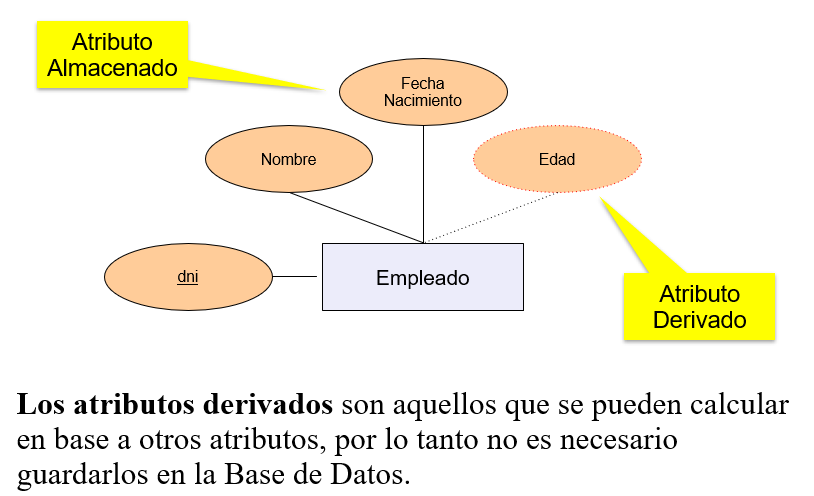 Atributo
Almacenado
Fecha
Nacimiento
Nombre
Edad
dni
Empleado
Atributo
Derivado
Los atributos derivados son aquellos que se pueden calcular
en base a otros atributos, por lo tanto no es necesario
guardarlos en la Base de Datos.